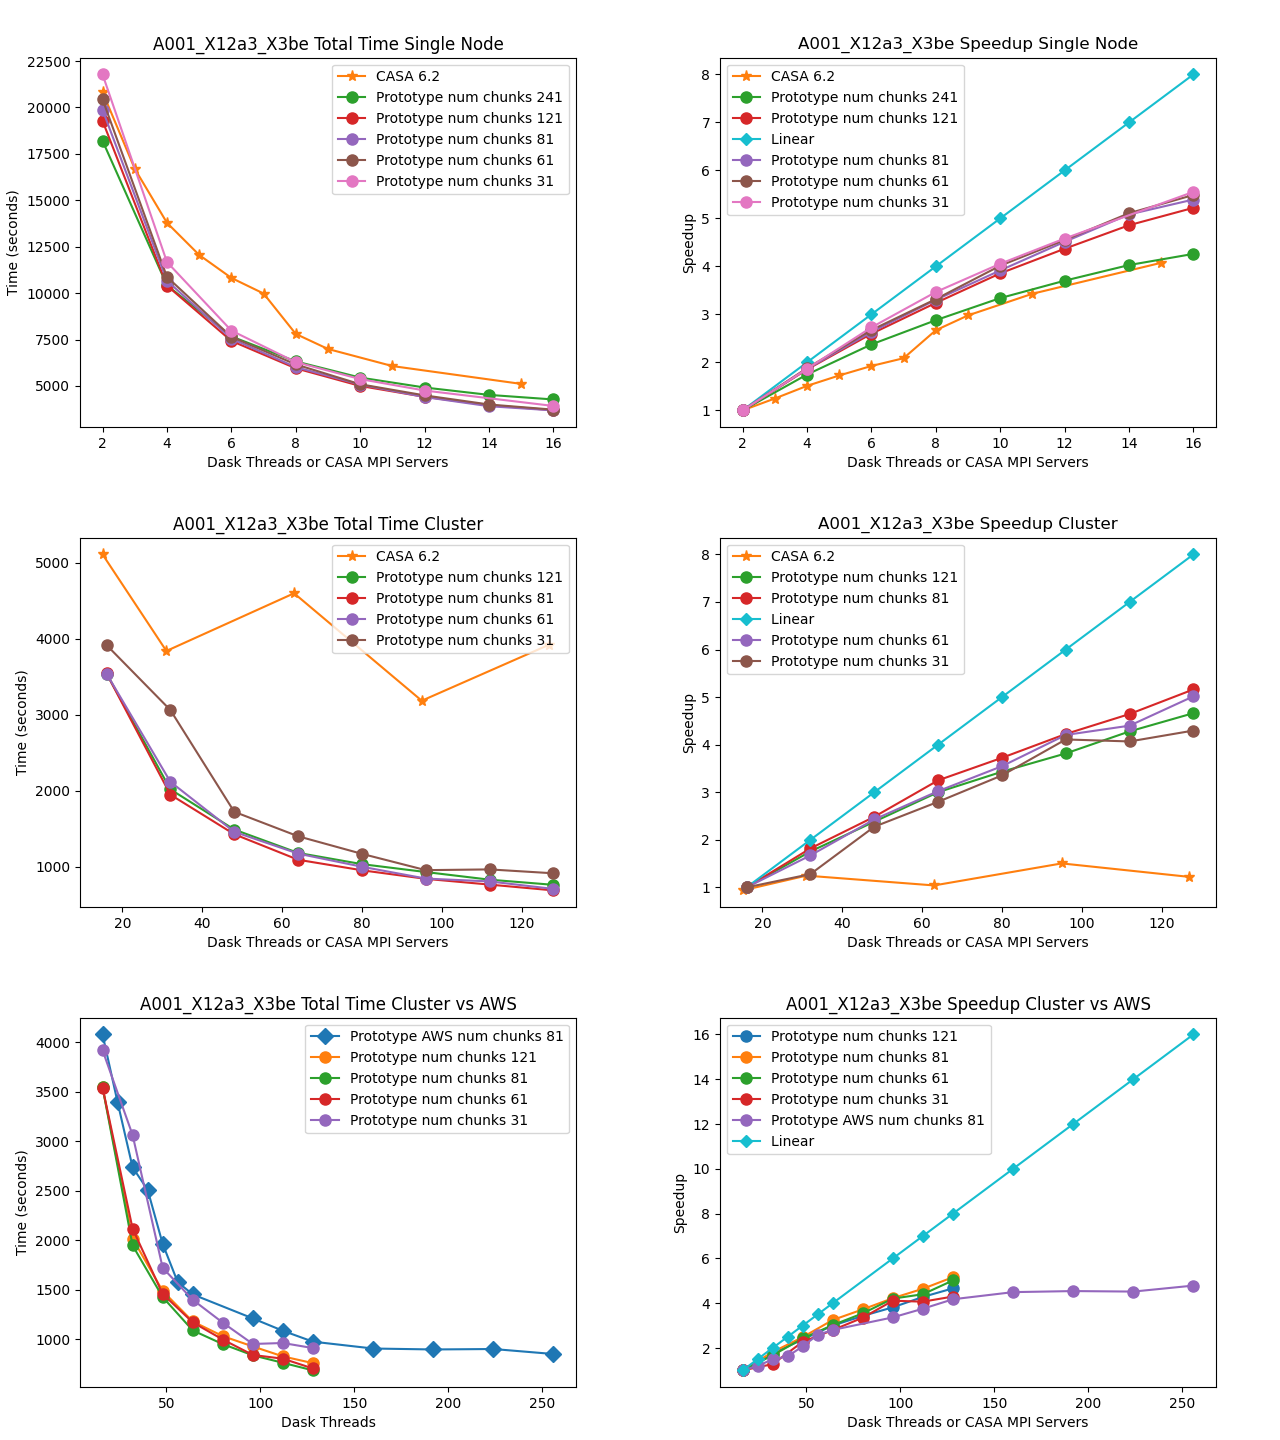 A001_X12a3_X3be Total Time Single Node
22500
20000
17500
15000
12500
10000
7500
5000
Time (seconds)
CASA 6.2
Prototype num chunks 241
Prototype num chunks 121
Prototype num chunks 81
Prototype num chunks 61
Prototype num chunks 31
2 4 6 8 10 12 14 16
Dask Threads or CASA MPI Servers
A001_X12a3_X3be Speedup Single Node
8
7
6
5
4
3
2
1
Speedup
CASA 6.2
Prototype num chunks 241
Prototype num chunks 121
Linear
Prototype num chunks 81
Prototype num chunks 61
Prototype num chunks 31
2 4 6 8 10 12 14 16
Dask Threads or CASA MPI Servers
A001_X12a3_X3be Total Time Cluster
5000
4000
3000
2000
1000
Time (seconds)
CASA 6.2
Prototype num chunks 121
Prototype num chunks 81
Prototype num chunks 61
Prototype num chunks 31
20 40 60 80 100 120
Dask Threads or CASA MPI Servers
A001_X12a3_X3be Speedup Cluster
8
7
6
5
4
3
2
1
Speedup
CASA 6.2
Prototype num chunks 121
Prototype num chunks 81
Linear
Prototype num chunks 61
Prototype num chunks 31
20 40 60 80 100 120
Dask Threads or CASA MPI Servers
A001_X12a3_X3be Total Time Cluster vs AWS
4000
3500
3000
2500
2000
1500
1000
Time (seconds)
Prototype AWS num chunks 81
Prototype num chunks 121
Prototype num chunks 81
Prototype num chunks 61
Prototype num chunks 31
50 100 150 200 250
Dask Threads
A001_X12a3_X3be Speedup Cluster vs AWS
16
14
12
10
8
6
4
2
Speedup
Prototype num chunks 121
Prototype num chunks 81
Prototype num chunks 61
Prototype num chunks 31
Prototype AWS num chunks 81
Linear
50 100 150 200 250
Dask Threads or CASA MPI Servers